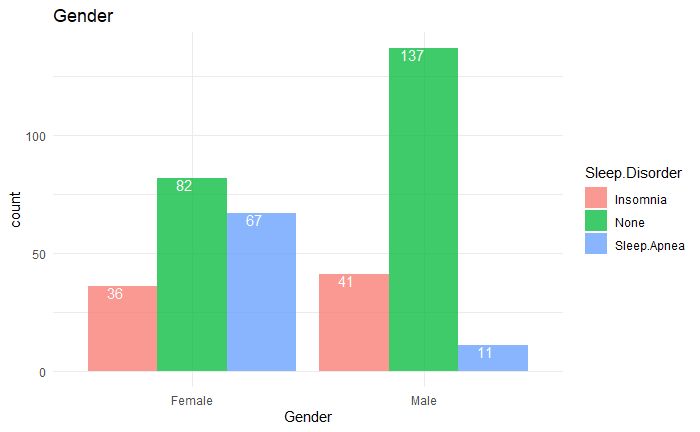 Gender
137
100
82
67
50
36
41
11
0
count
Female
Male
Gender
Sleep.Disorder
Insomnia
None
Sleep.Apnea